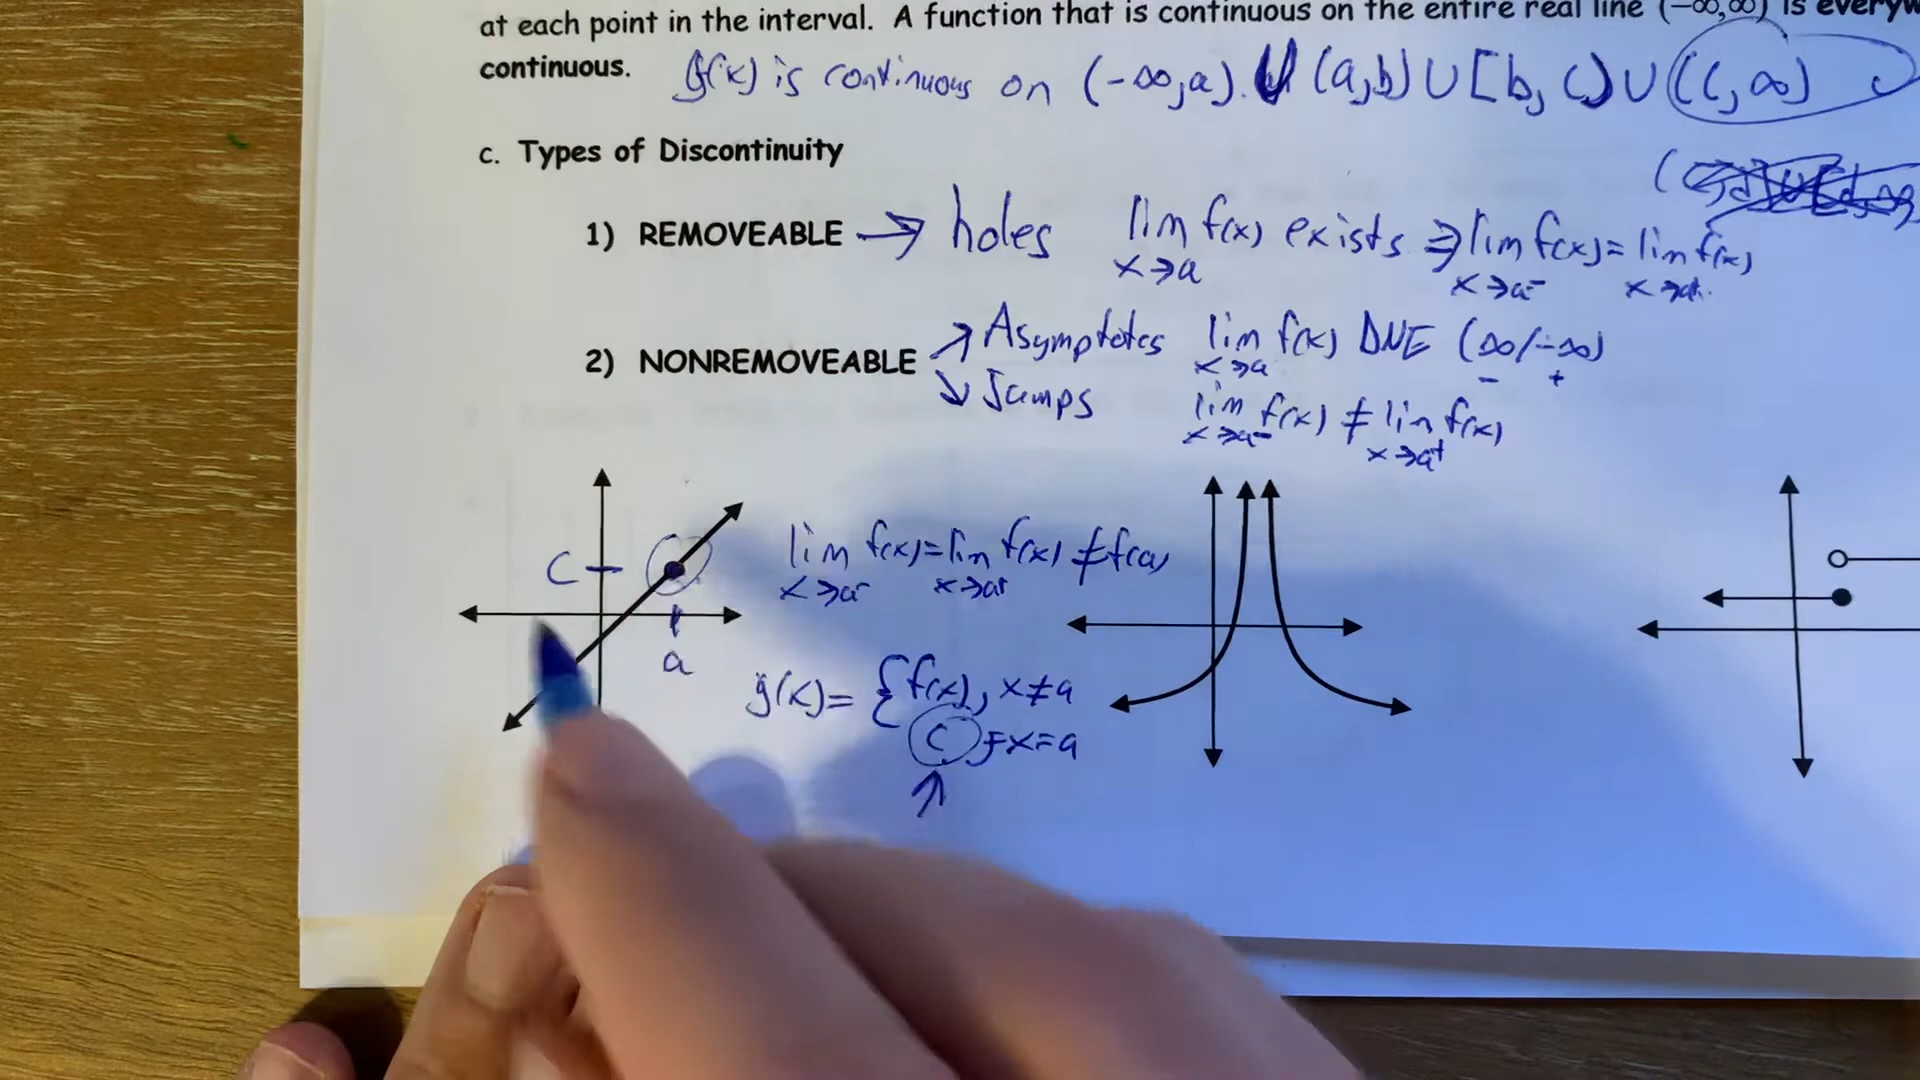 at each point in the interval. A function that is continuous on the entire real line (-∞,∞) is everyw
continuous. g(x) is continuous on (-∞,a) U (a,b) U [b, c) U (c, ∞)
c. Types of Discontinuity
1) REMOVEABLE → holes lim x→a f(x) exists ⇒ lim x→a⁻ f(x) = lim x→a⁺ f(x)
2) NONREMOVEABLE ↗ Asymptotes lim x→a f(x) DNE (∞/-∞) - +
↘ Jumps lim x→a⁻ f(x) ≠ lim x→a⁺ f(x)
C lim x→a⁻ f(x) = lim x→a⁺ f(x) ≠ f(a)
a
g(x) = { f(x), x≠a
C, x=a